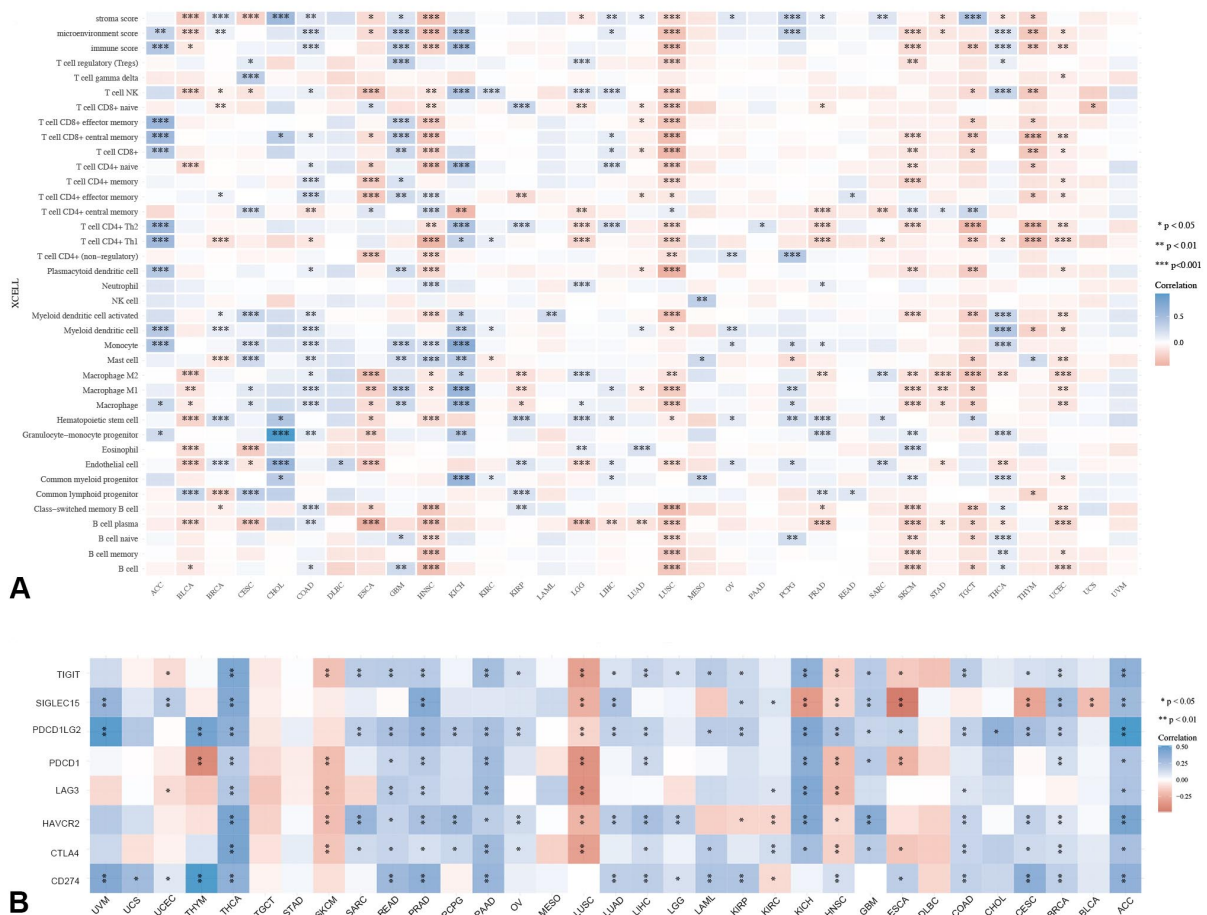 stroma score
microenvironment score
immune score
T cell regulatory (Tregs)
T cell gamma delta
T cell NK
T cell CD8+ naive
T cell CD8+ effector memory
T cell CD8+ central memory
T cell CD8+
T cell CD4+ naive
T cell CD4+ memory
T cell CD4+ effector memory
T cell CD4+ central memory
T cell CD4+ Th2
T cell CD4+ Th1
T cell CD4+ (non-regulatory)
Plasmacytoid dendritic cell
Neutrophil
NK cell
Myeloid dendritic cell activated
Myeloid dendritic cell
Monocyte
Mast cell
Macrophage M2
Macrophage M1
Macrophage
Hematopoietic stem cell
Granulocyte-monocyte progenitor
Eosinophil
Endothelial cell
Common myeloid progenitor
Common lymphoid progenitor
Class-switched memory B cell
B cell plasma
B cell naive
B cell memory
B cell
XCELL
ACC BLCA BRCA CESC CHOL COAD DLBC ESCA GBM HNSC KICH KIRC KIRP LAML LGG LIHC LUAD LUSC MESO OV PAAD PCPG PRAD READ SARC SKCM STAD TGCT THCA THYM UCEC UCS UVM
* p < 0.05
** p < 0.01
*** p<0.001
Correlation
0.5
0.0
A
TIGIT
SIGLEC15
PDCD1LG2
PDCD1
LAG3
HAVCR2
CTLA4
CD274
UVM UCS UCEC THYM THCA TGCT STAD SKCM SARC READ PRAD PCPG PAAD OV MESO LUSC LUAD LIHC LGG LAML KIRP KIRC KICH HNSC GBM ESCA DLBC COAD CHOL CESC BRCA BLCA ACC
* p < 0.05
** p < 0.01
Correlation
0.50
0.25
0.00
−0.25
B